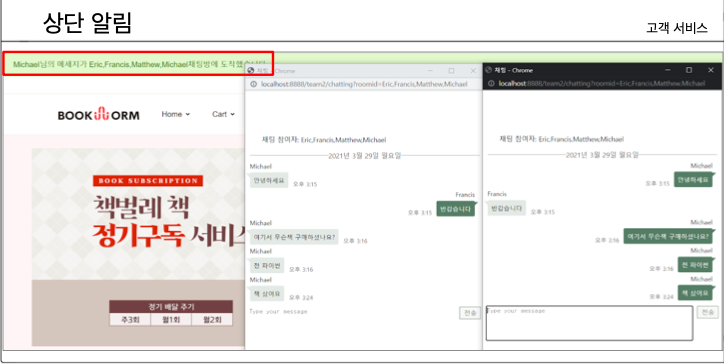 상단 알림
고객 서비스
Michael님의 메세지가 Eric,Francis,Matthew,Michael채팅방에 도착했습니다
BOOK WORM
Home
Cart
BOOK SUBSCRIPTION
책벌레 책
정기구독 서비스
정기 배달 주기
주3회 월1회 월2회
채팅 - Chrome
localhost:8888/team2/chatting?roomid=Eric,Francis,Matthew,Michael
채팅 참여자: Eric,Francis,Matthew,Michael
2021년 3월 29일 월요일
Michael
안녕하세요 오후 3:15
Francis
오후 3:15 반갑습니다
Michael
여기서 무슨책 구매하셨나요? 오후 3:16
Michael
전 파이썬 오후 3:16
Michael
책 샀어요 오후 3:24
Type your message
전송
채팅 - Chrome
localhost:8888/team2/chatting?roomid=Eric,Francis,Matthew,Michael
채팅 참여자: Eric,Francis,Matthew,Michael
2021년 3월 29일 월요일
Michael
오후 3:15 안녕하세요
Francis
반갑습니다 오후 3:15
Michael
오후 3:16 여기서 무슨책 구매하셨나요?
Michael
오후 3:16 전 파이썬
Michael
오후 3:24 책 샀어요
Type your message
전송